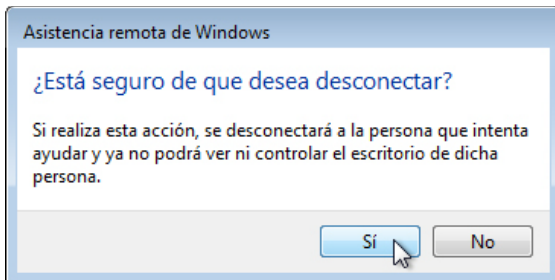 Asistencia remota de Windows
¿Está seguro de que desea desconectar?
Si realiza esta acción, se desconectará a la persona que intenta
ayudar y ya no podrá ver ni controlar el escritorio de dicha
persona.
Sí
No